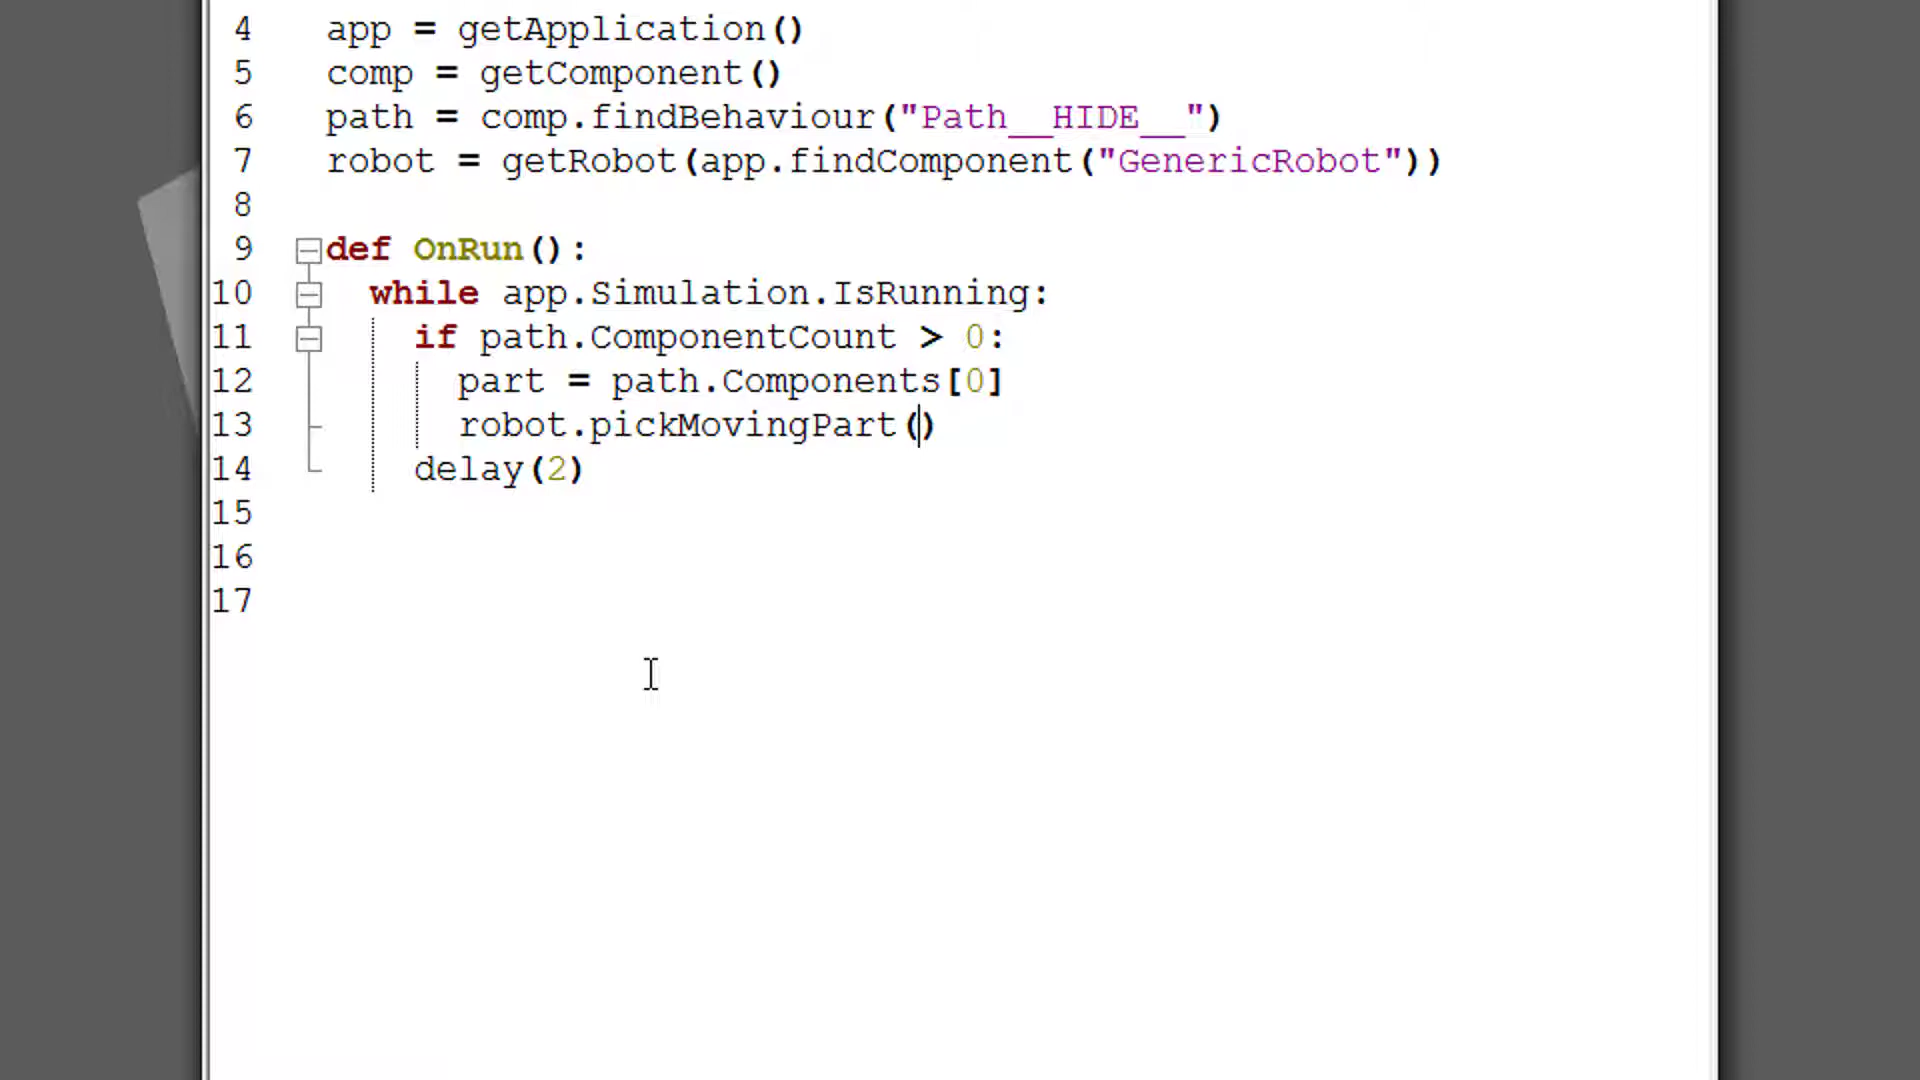 4 app = getApplication()
5 comp = getComponent()
6 path = comp.findBehaviour("Path__HIDE__")
7 robot = getRobot(app.findComponent("GenericRobot"))
8
9 def OnRun():
10 while app.Simulation.IsRunning:
11 if path.ComponentCount > 0:
12 part = path.Components[0]
13 robot.pickMovingPart()
14 delay(2)
15
16
17